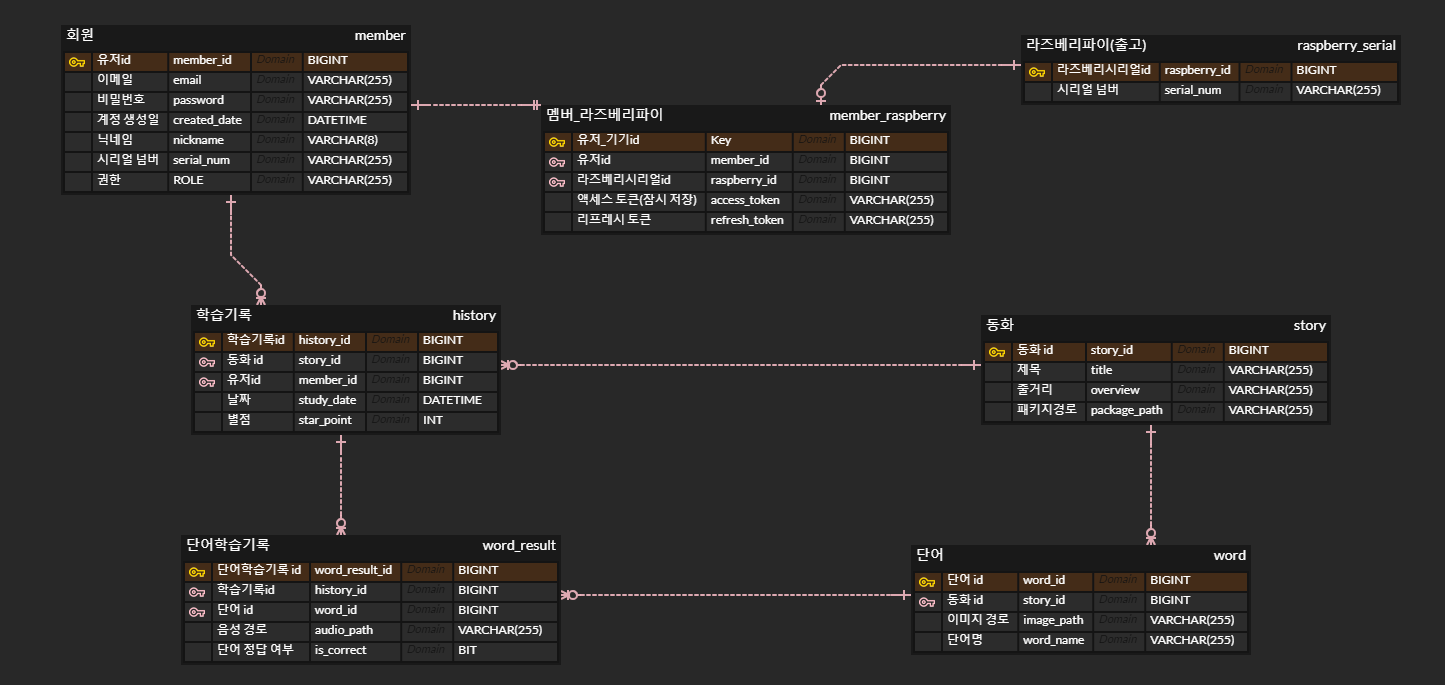 회원 member
유저id member_id Domain BIGINT
이메일 email Domain VARCHAR(255)
비밀번호 password Domain VARCHAR(255)
계정 생성일 created_date Domain DATETIME
닉네임 nickname Domain VARCHAR(8)
시리얼 넘버 serial_num Domain VARCHAR(255)
권한 ROLE Domain VARCHAR(255)
라즈베리파이(출고) raspberry_serial
라즈베리시리얼id raspberry_id Domain BIGINT
시리얼 넘버 serial_num Domain VARCHAR(255)
멤버_라즈베리파이 member_raspberry
유저_기기id Key Domain BIGINT
유저id member_id Domain BIGINT
라즈베리시리얼id raspberry_id Domain BIGINT
액세스 토큰(잠시 저장) access_token Domain VARCHAR(255)
리프레시 토큰 refresh_token Domain VARCHAR(255)
학습기록 history
학습기록id history_id Domain BIGINT
동화 id story_id Domain BIGINT
유저id member_id Domain BIGINT
날짜 study_date Domain DATETIME
별점 star_point Domain INT
동화 story
동화 id story_id Domain BIGINT
제목 title Domain VARCHAR(255)
줄거리 overview Domain VARCHAR(255)
패키지경로 package_path Domain VARCHAR(255)
단어학습기록 word_result
단어학습기록 id word_result_id Domain BIGINT
학습기록id history_id Domain BIGINT
단어 id word_id Domain BIGINT
음성 경로 audio_path Domain VARCHAR(255)
단어 정답 여부 is_correct Domain BIT
단어 word
단어 id word_id Domain BIGINT
동화 id story_id Domain BIGINT
이미지 경로 image_path Domain VARCHAR(255)
단어명 word_name Domain VARCHAR(255)